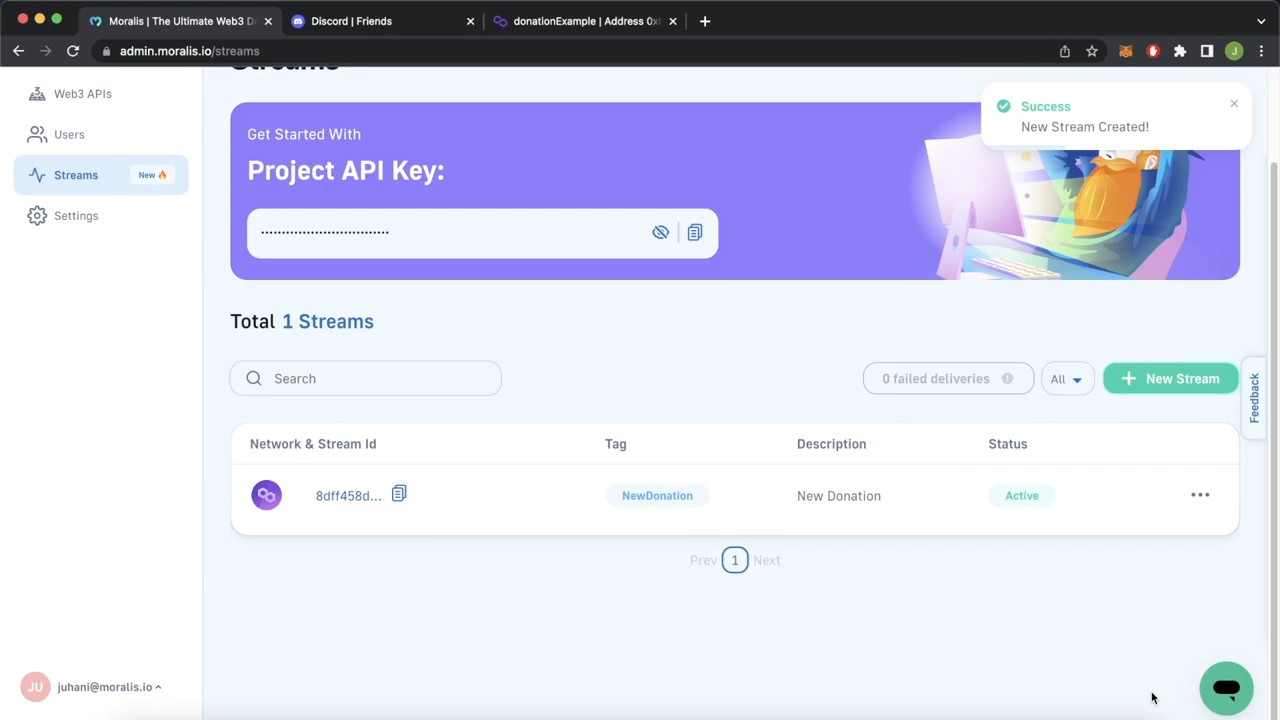 Moralis | The Ultimate Web3 D
Discord | Friends
donationExample | Address 0x
admin.moralis.io/streams
J
Streams
Web3 APIs
Users
Streams
New
Settings
Success
New Stream Created!
Get Started With
Project API Key:
Total 1 Streams
Search
0 failed deliveries
All
+ New Stream
Feedback
Network & Stream Id
Tag
Description
Status
8dff458d...
NewDonation
New Donation
Active
Prev
1
Next
JU
juhani@moralis.io